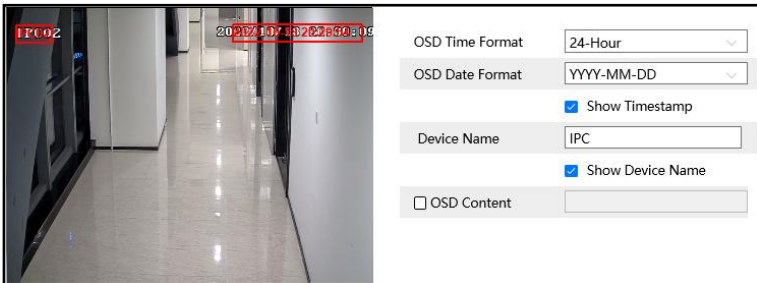 IPC02
OSD Time Format 24-Hour
OSD Date Format YYYY-MM-DD
Show Timestamp
Device Name IPC
Show Device Name
OSD Content